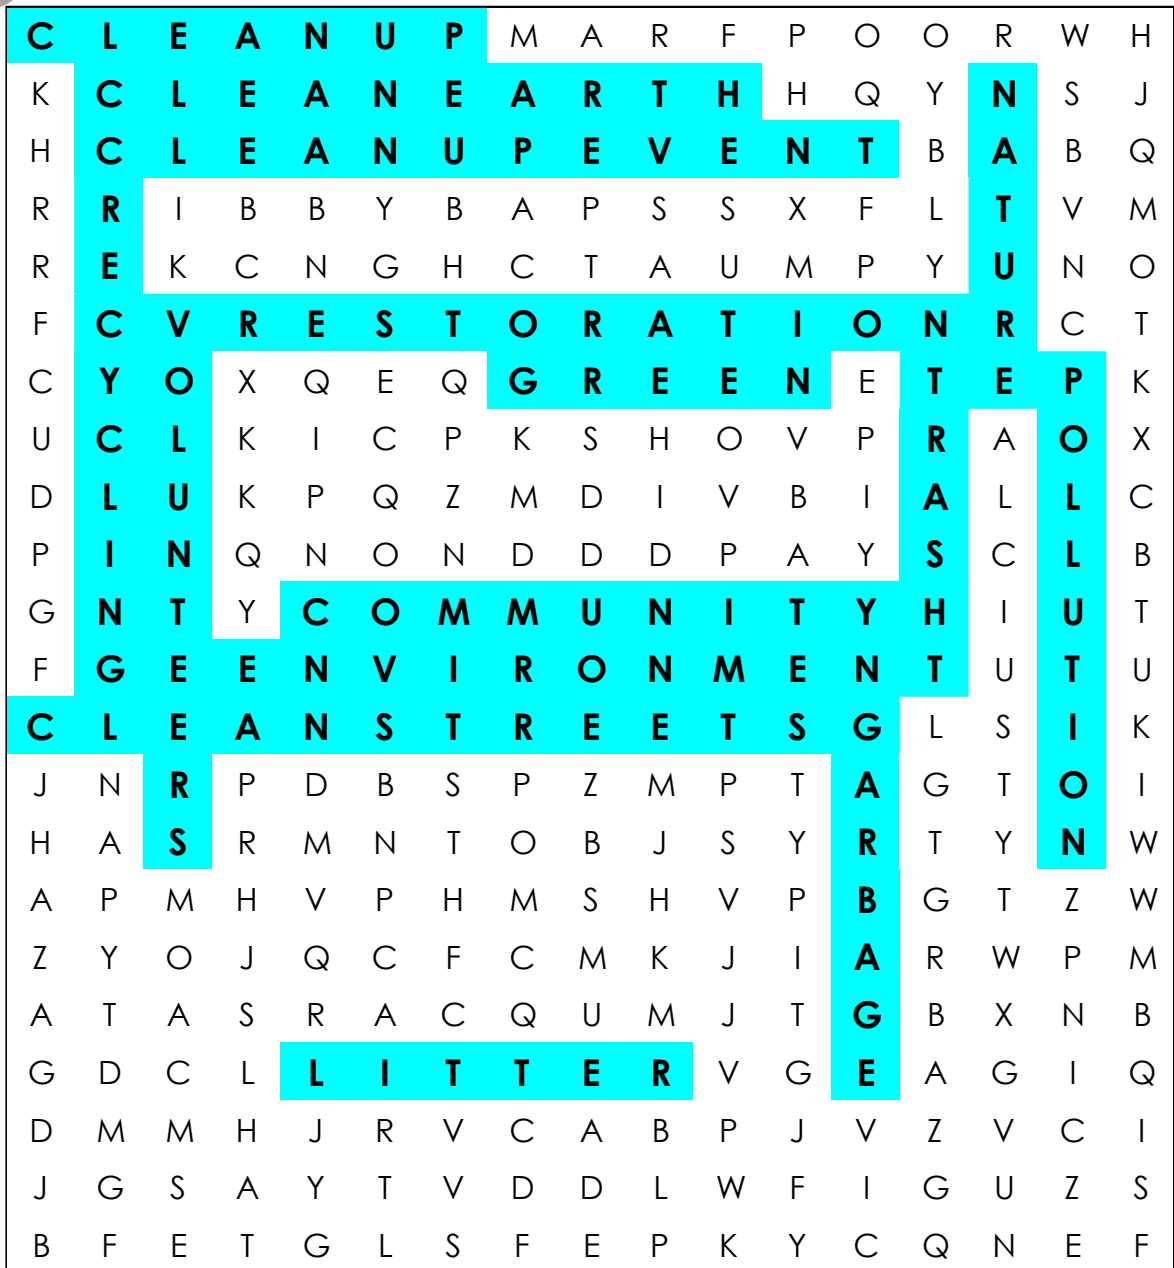 C L E A N U P M A R F P O O R W H
K C L E A N E A R T H H Q Y N S J
H C L E A N U P E V E N T B A B Q
R R I B B Y B A P S S X F L T V M
R E K C N G H C T A U M P Y U N O
F C V R E S T O R A T I O N R C T
C Y O X Q E Q G R E E N E T E P K
U C L K I C P K S H O V P R A O X
D L U K P Q Z M D I V B I A L L C
P I N Q N O N D D D P A Y S C L B
G N T Y C O M M U N I T Y H I U T
F G E E N V I R O N M E N T U T U
C L E A N S T R E E T S G L S I K
J N R P D B S P Z M P T A G T O I
H A S R M N T O B J S Y R T Y N W
A P M H V P H M S H V P B G T Z W
Z Y O J Q C F C M K J I A R W P M
A T A S R A C Q U M J T G B X N B
G D C L L I T T E R V G E A G I Q
D M M H J R V C A B P J V Z V C I
J G S A Y T V D D L W F I G U Z S
B F E T G L S F E P K Y C Q N E F